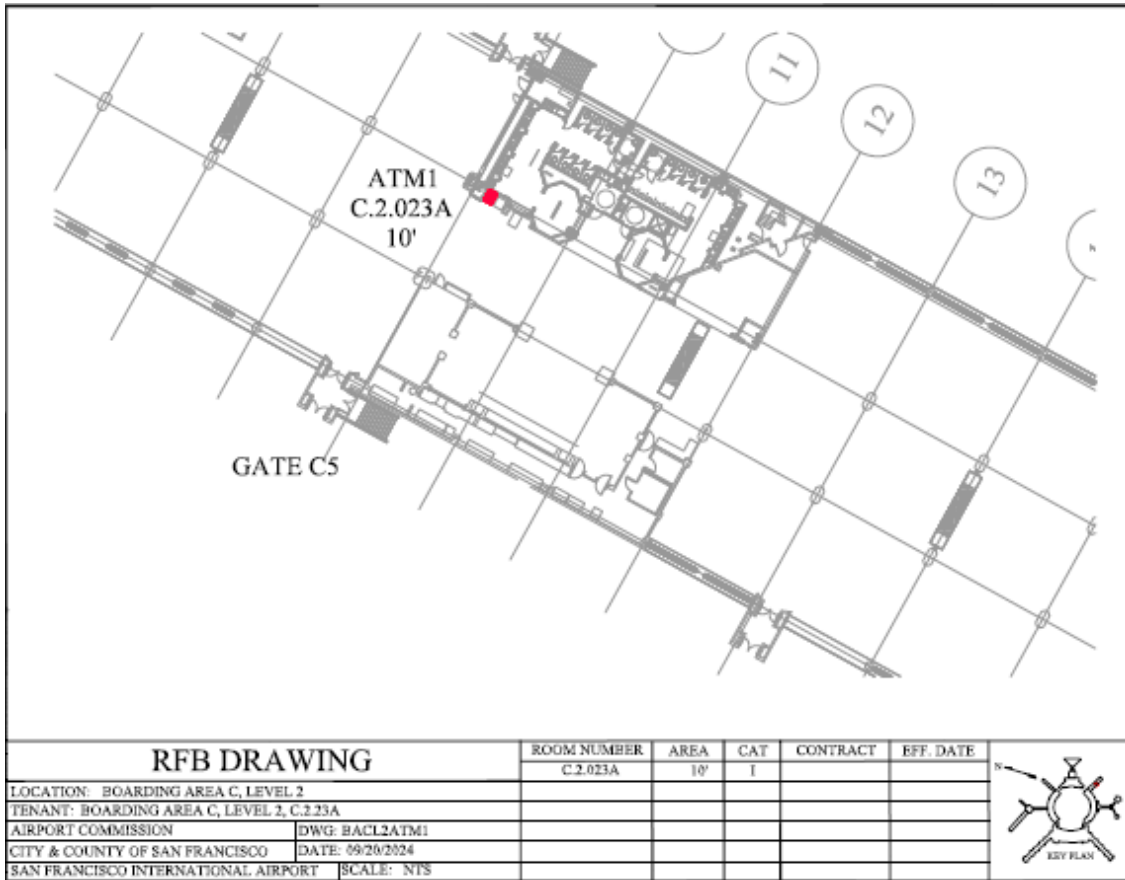 11
12
13
ATM1
C.2.023A
10'
GATE C5
RFB DRAWING
ROOM NUMBER AREA CAT CONTRACT EFF. DATE
C.2.023A 10' I
LOCATION: BOARDING AREA C, LEVEL 2
TENANT: BOARDING AREA C, LEVEL 2, C.2.23A
AIRPORT COMMISSION DWG: BACL2ATM1
CITY & COUNTY OF SAN FRANCISCO DATE: 09/20/2024
SAN FRANCISCO INTERNATIONAL AIRPORT SCALE: NTS
N
KEY PLAN